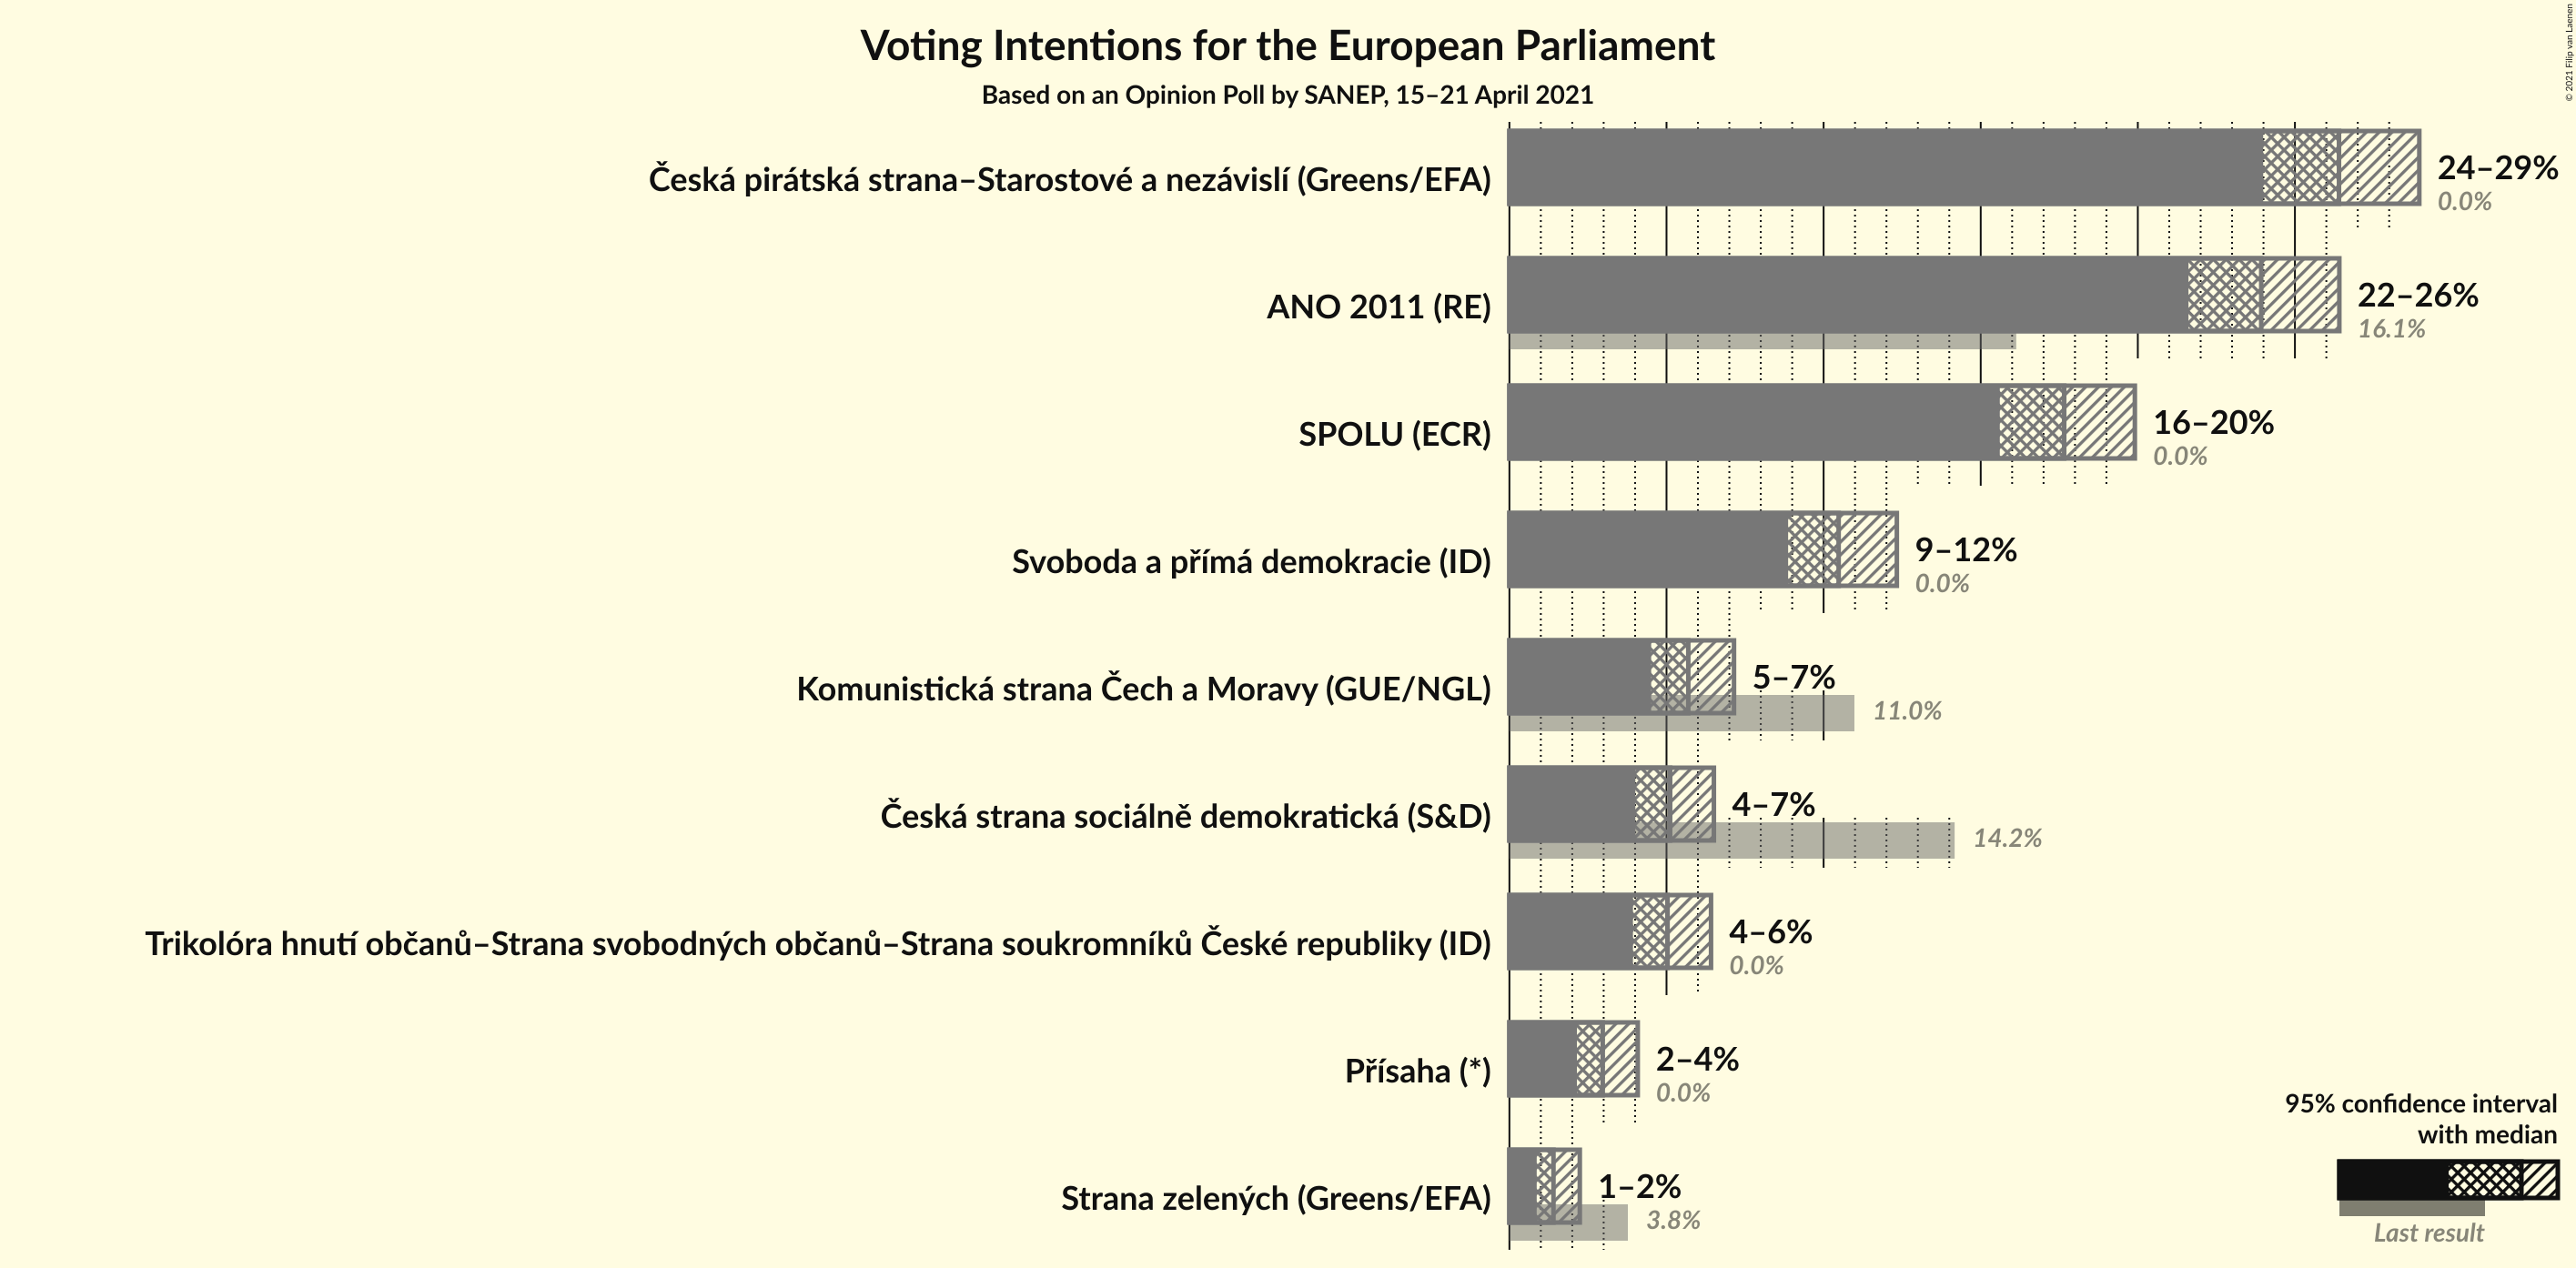 Voting Intentions for the European Parliament
Based on an Opinion Poll by SANEP, 15–21 April 2021
© 2021 Filip van Laenen
Česká pirátská strana–Starostové a nezávislí (Greens/EFA)
24–29%
0.0%
ANO 2011 (RE)
22–26%
16.1%
SPOLU (ECR)
16–20%
0.0%
Svoboda a přímá demokracie (ID)
9–12%
0.0%
Komunistická strana Čech a Moravy (GUE/NGL)
5–7%
11.0%
Česká strana sociálně demokratická (S&D)
4–7%
14.2%
Trikolóra hnutí občanů–Strana svobodných občanů–Strana soukromníků České republiky (ID)
4–6%
0.0%
Přísaha (*)
2–4%
0.0%
Strana zelených (Greens/EFA)
1–2%
3.8%
95% confidence interval
with median
Last result